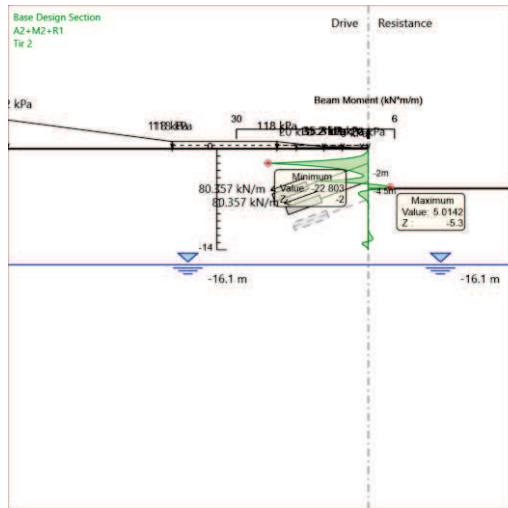 Base Design Section
A2+M2+R1
Tir 2
Drive
Resistance
Beam Moment (kN*m/m)
30
6
kPa
118 kPa
0
-2m
-4.5m
Minimum
Value: -22.803
Z : -2
80.357 kN/m
80.357 kN/m
Maximum
Value: 5.0142
Z : -5.3
-14
-16.1 m
-16.1 m